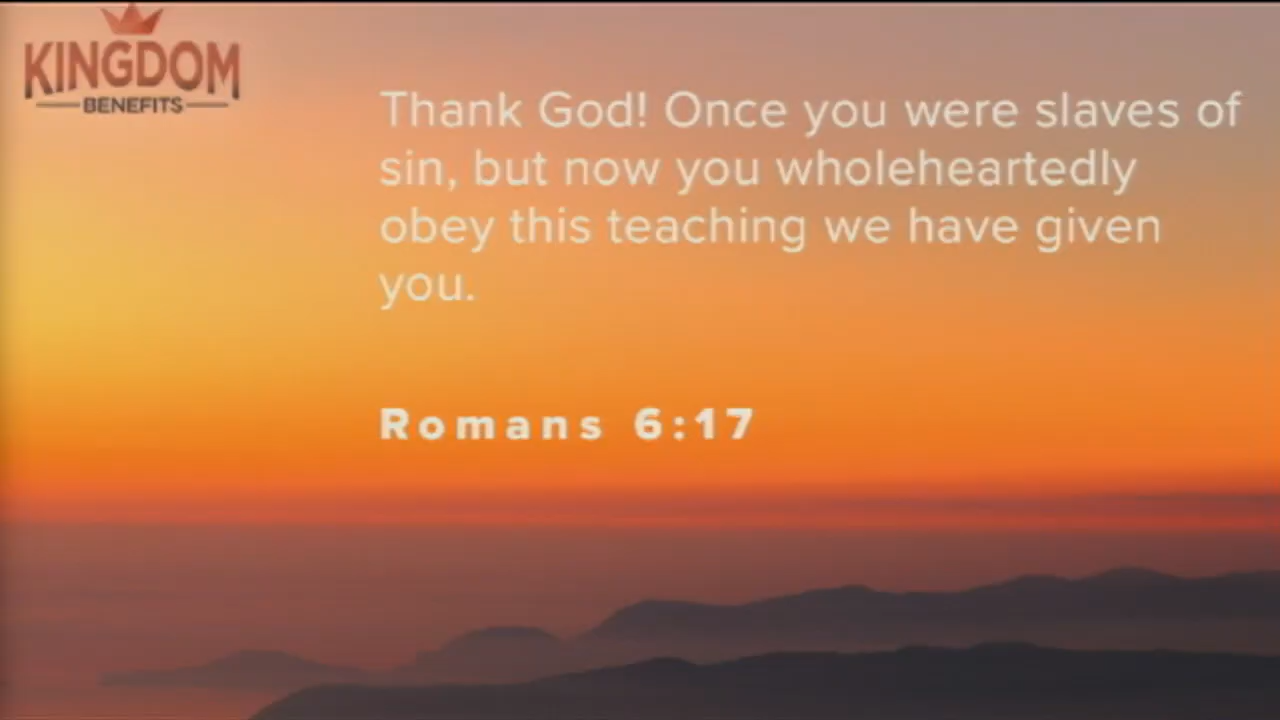 KINGDOM
BENEFITS
Thank God! Once you were slaves of
sin, but now you wholeheartedly
obey this teaching we have given
you.
Romans 6:17